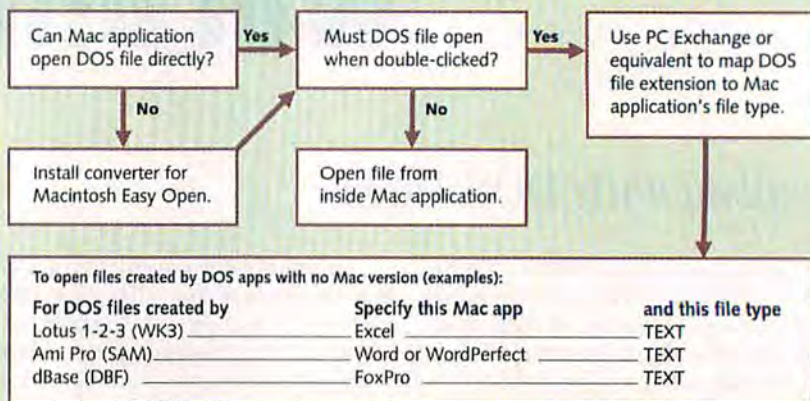 Can Mac application
open DOS file directly?
Yes
Must DOS file open
when double-clicked?
Yes
Use PC Exchange or
equivalent to map DOS
file extension to Mac
application's file type.
No
No
Install converter for
Macintosh Easy Open.
Open file from
inside Mac application.
To open files created by DOS apps with no Mac version (examples):
For DOS files created by Specify this Mac app and this file type
Lotus 1-2-3 (WK3) Excel TEXT
Ami Pro (SAM) Word or WordPerfect TEXT
dBase (DBF) FoxPro TEXT